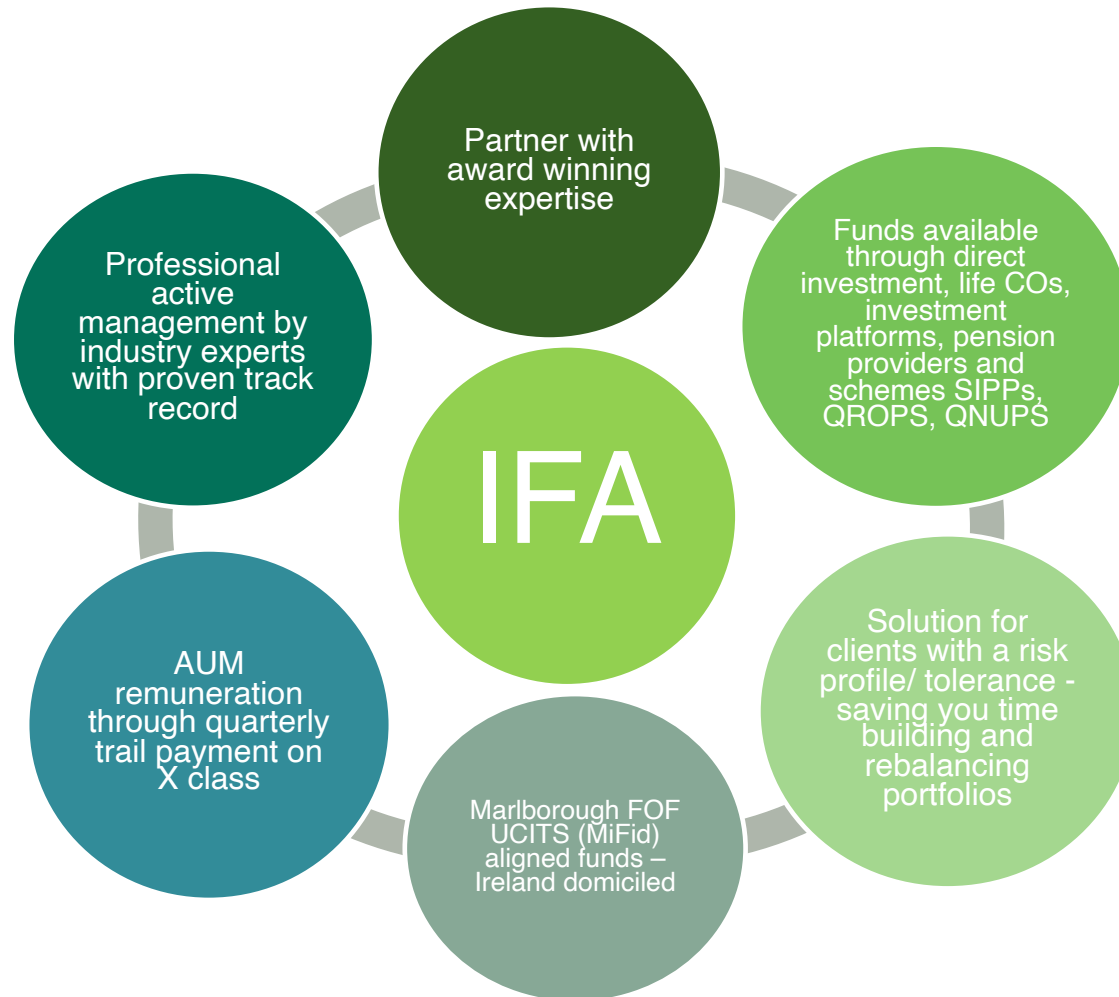 Partner with
award winning
expertise
Funds available
through direct
investment, life COs,
investment
platforms, pension
providers and
schemes SIPPs,
QROPS, QNUPS
Solution for
clients with a risk
profile/ tolerance -
saving you time
building and
rebalancing
portfolios
Marlborough FOF
UCITS (MiFid)
aligned funds –
Ireland domiciled
AUM
remuneration
through quarterly
trail payment on
X class
Professional
active
management by
industry experts
with proven track
record
IFA